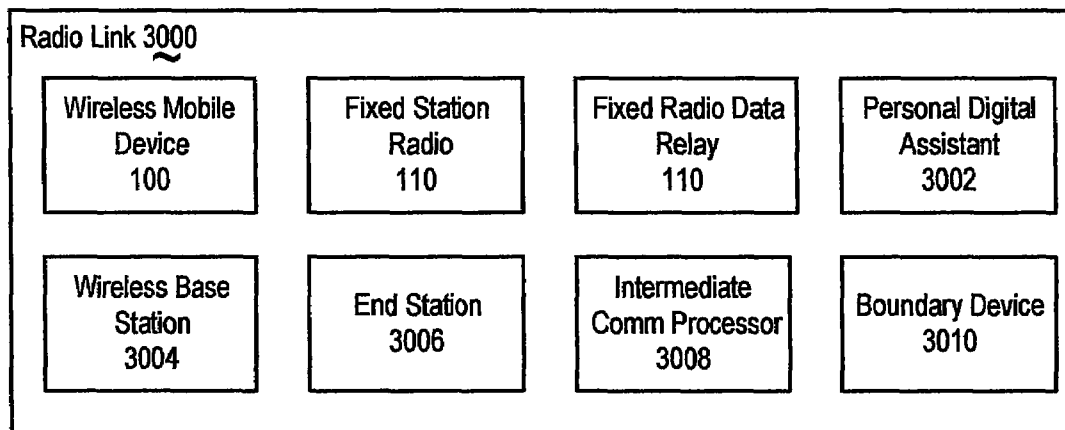 Radio Link 3000
Wireless Mobile
Device
100
Fixed Station
Radio
110
Fixed Radio Data
Relay
110
Personal Digital
Assistant
3002
Wireless Base
Station
3004
End Station
3006
Intermediate
Comm Processor
3008
Boundary Device
3010